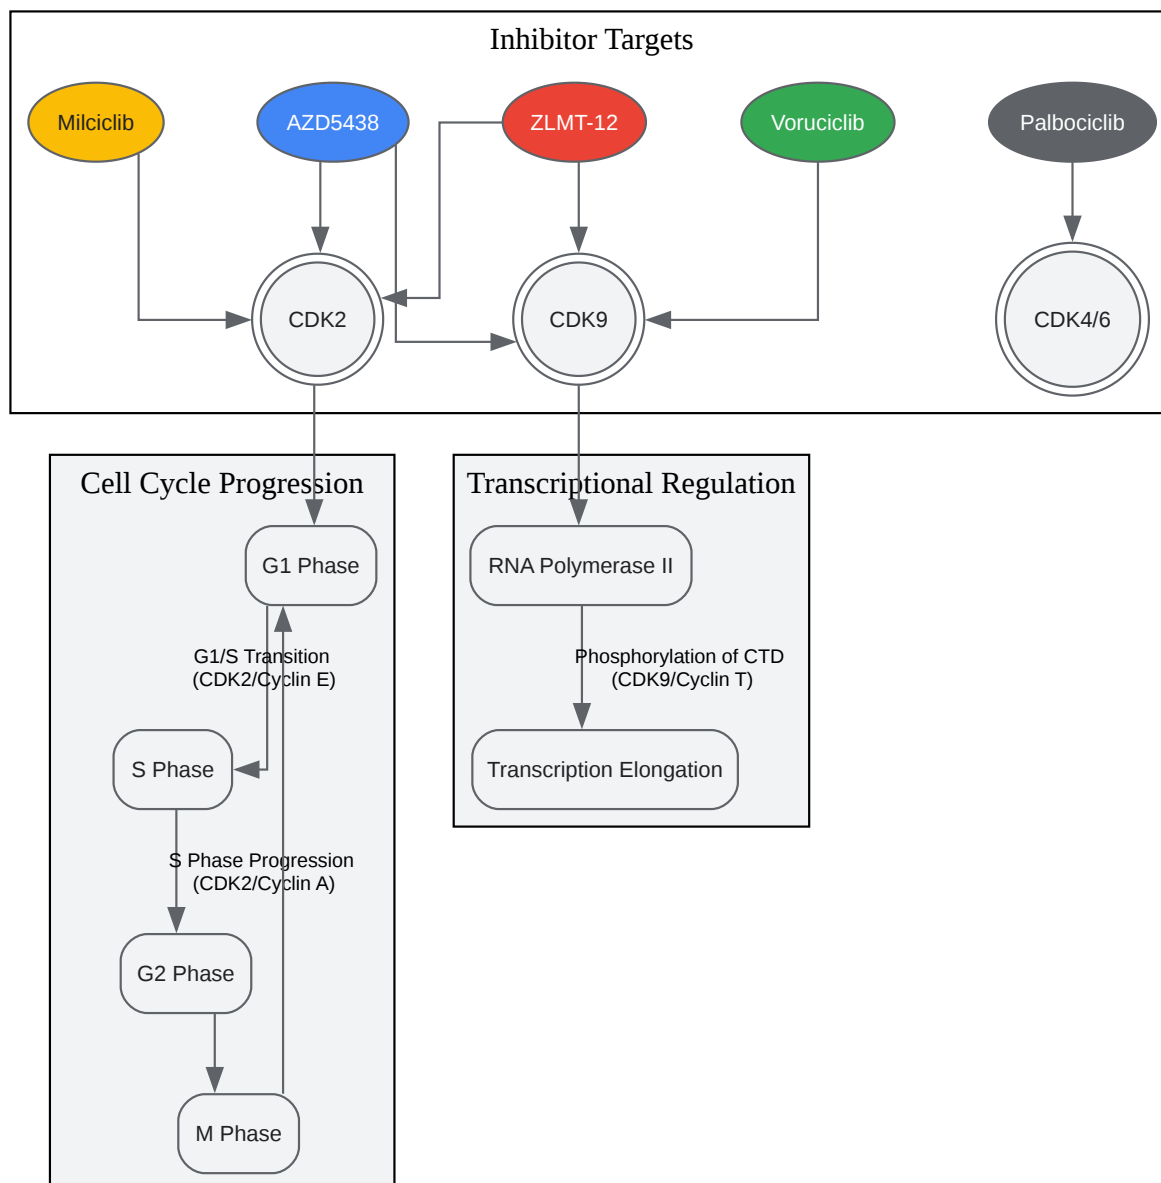 Inhibitor Targets
Milciclib
AZD5438
ZLMT-12
Voruciclib
Palbociclib
CDK2
CDK9
CDK4/6
Cell Cycle Progression
G1 Phase
G1/S Transition
(CDK2/Cyclin E)
S Phase
S Phase Progression
(CDK2/Cyclin A)
G2 Phase
M Phase
Transcriptional Regulation
RNA Polymerase II
Phosphorylation of CTD
(CDK9/Cyclin T)
Transcription Elongation